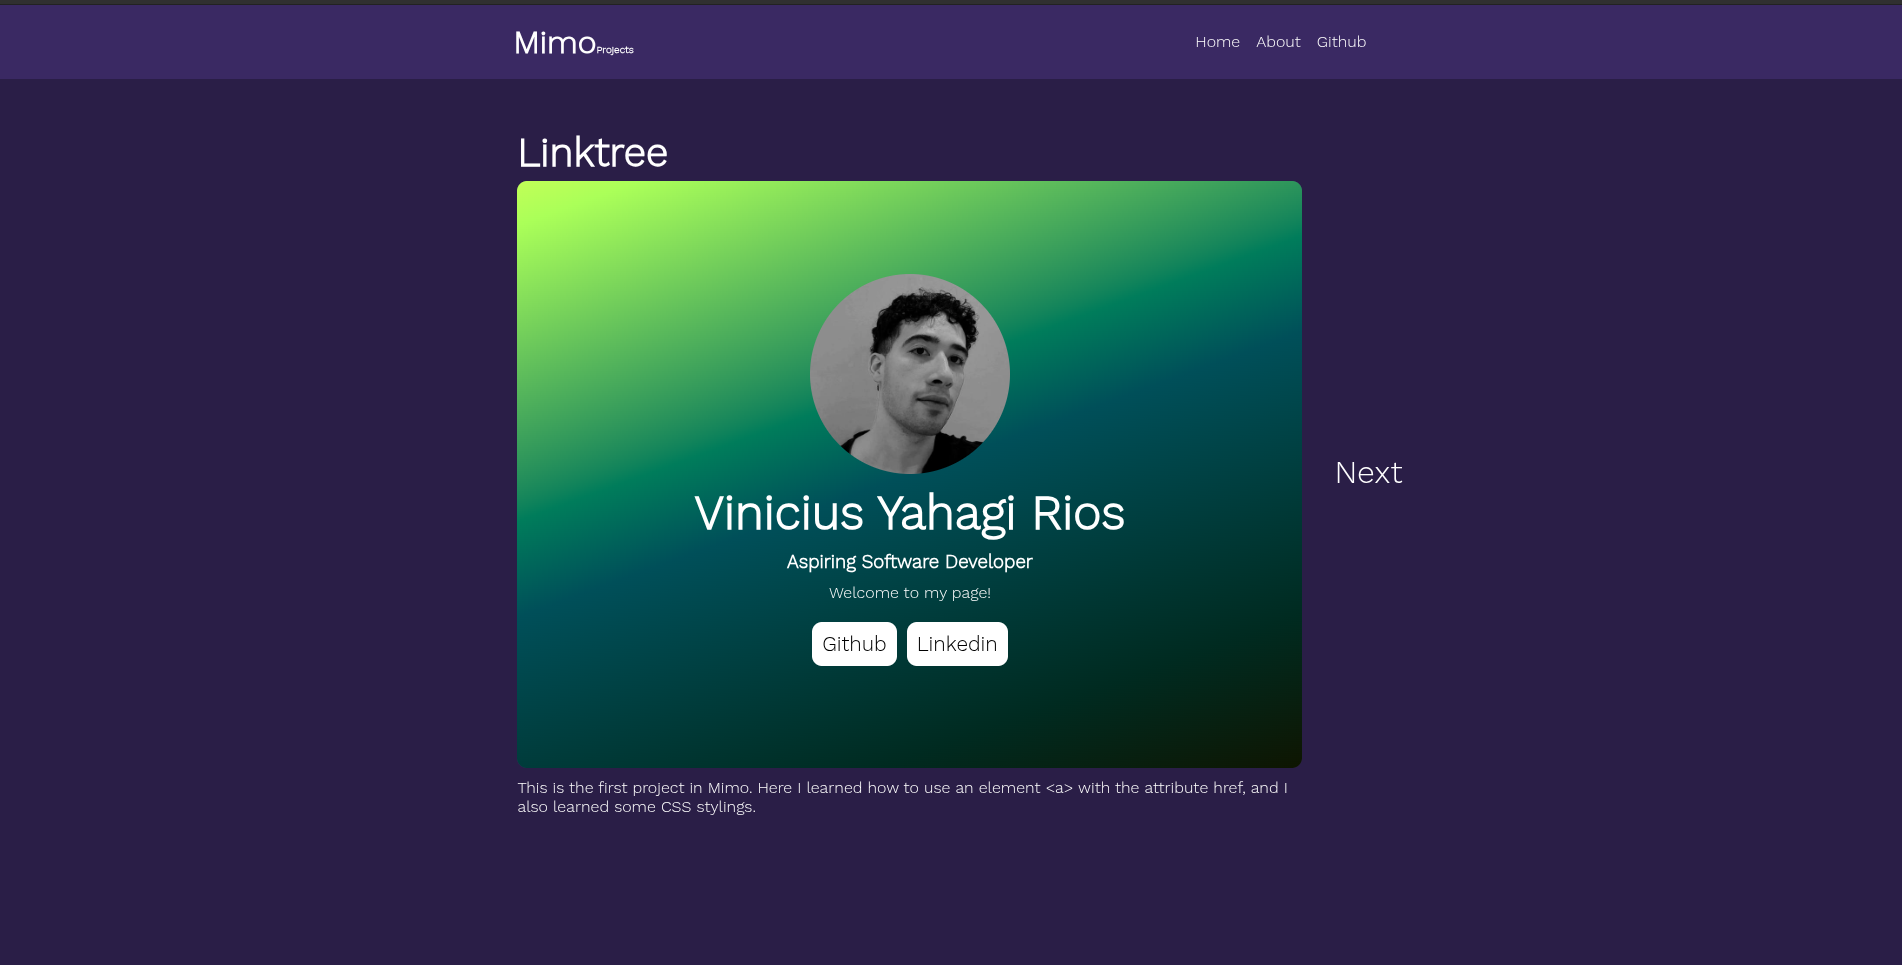 Mimo Projects
Home About Github
Linktree
Vinicius Yahagi Rios
Aspiring Software Developer
Welcome to my page!
Github Linkedin
Next
This is the first project in Mimo. Here I learned how to use an element <a> with the attribute href, and I
also learned some CSS stylings.